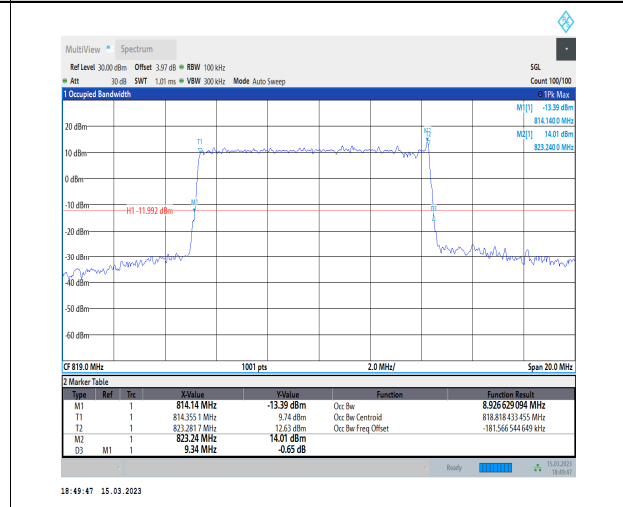 MultiView Spectrum
Ref Level 30.00 dBm Offset 3.97 dB RBW 100 kHz SGL
Att 30 dB SWT 1.01 ms VBW 300 kHz Mode Auto Sweep Count 100/100
1 Occupied Bandwidth 1Pk Max
M1[1] -13.39 dBm
814.1400 MHz
M2[1] 14.01 dBm
823.2400 MHz
20 dBm
T1
10 dBm
0 dBm
-10 dBm
M1
H1 -11.992 dBm
-20 dBm
-30 dBm
-40 dBm
-50 dBm
-60 dBm
CF 819.0 MHz 1001 pts 2.0 MHz/ Span 20.0 MHz
2 Marker Table
Type Ref Trc X-Value Y-Value Function Function Result
M1 1 814.14 MHz -13.39 dBm Occ Bw 8.926 629 094 MHz
T1 1 814.355 1 MHz 9.74 dBm Occ Bw Centroid 818.818 433 455 MHz
T2 1 823.281 7 MHz 12.63 dBm Occ Bw Freq Offset -181.566 544 649 kHz
M2 1 823.24 MHz 14.01 dBm
D3 M1 1 9.34 MHz -0.65 dB
Ready 15.03.2023
18:49:47
18:49:47 15.03.2023